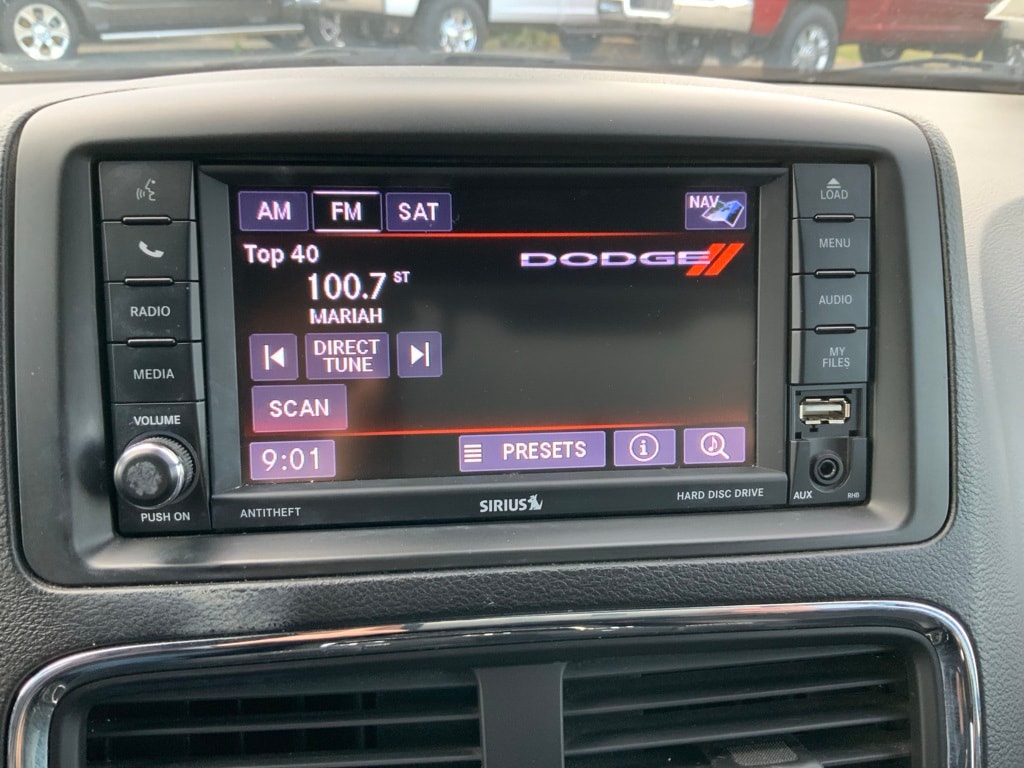 AM FM SAT NAV
Top 40
DODGE
100.7 ST
MARIAH
DIRECT
TUNE
SCAN
9:01 PRESETS i
RADIO
MEDIA
VOLUME
PUSH ON
LOAD
MENU
AUDIO
MY
FILES
AUX RHB
ANTITHEFT SIRIUS HARD DISC DRIVE